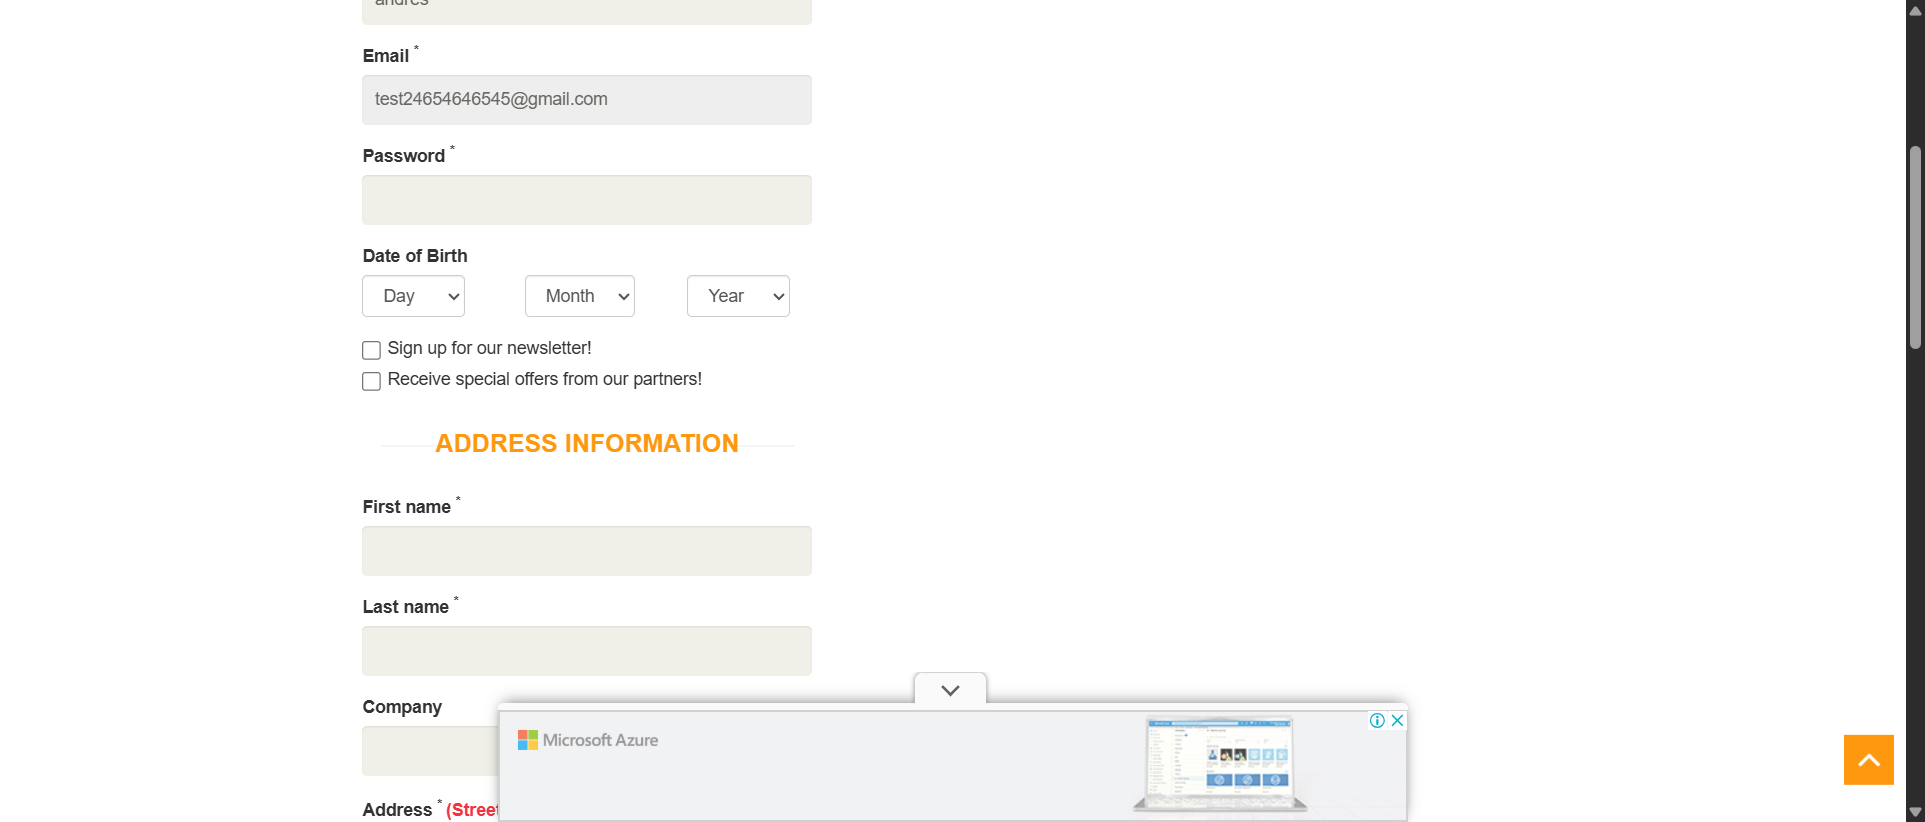 andres
Email *
test24654646545@gmail.com
Password *
Date of Birth
Day Month Year
Sign up for our newsletter!
Receive special offers from our partners!
ADDRESS INFORMATION
First name *
Last name *
Company
Microsoft Azure
Address * (Street